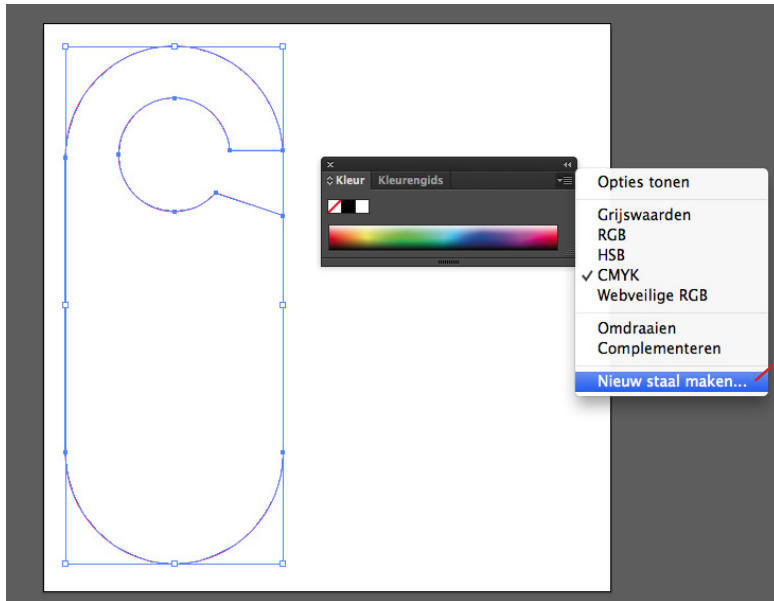 Kleur Kleurengids
Opties tonen
Grijswaarden
RGB
HSB
CMYK
Webveilige RGB
Omdraaien
Complementeren
Nieuw staal maken...